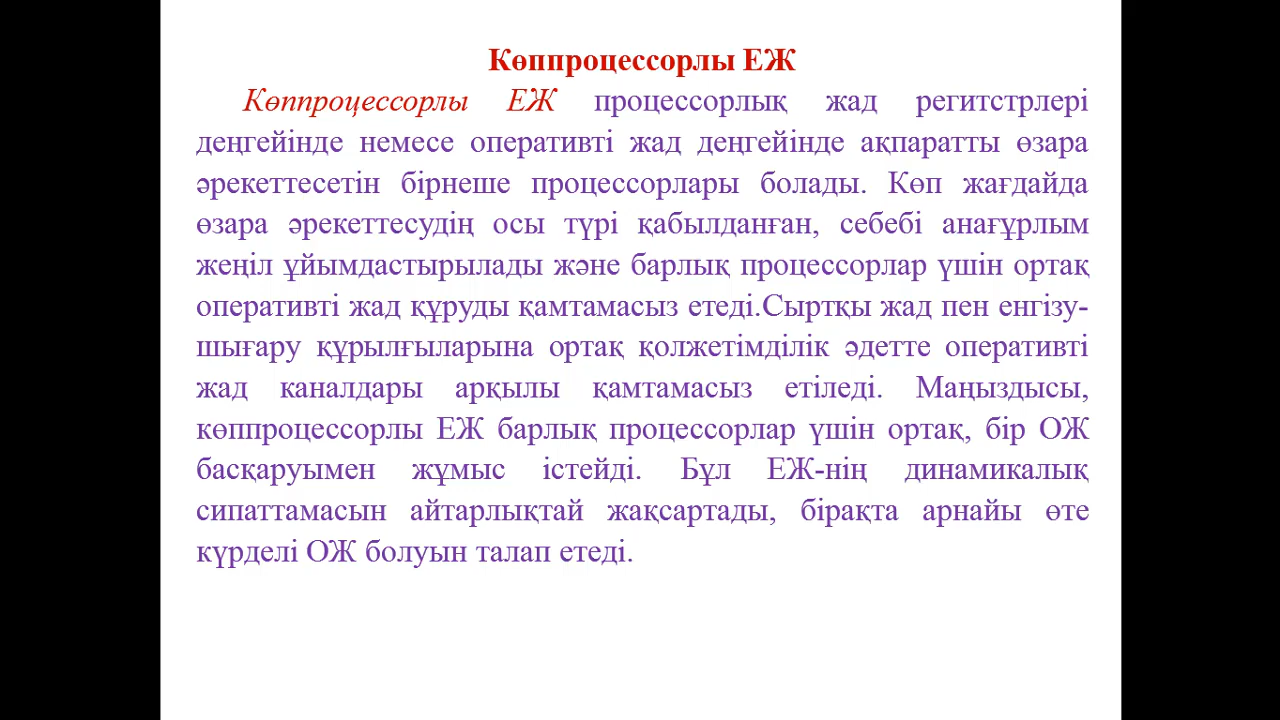 Көппроцессорлы ЕЖ
Көппроцессорлы ЕЖ процессорлық жад регитстрлері
деңгейінде немесе оперативті жад деңгейінде ақпаратты өзара
әрекеттесетін бірнеше процессорлары болады. Көп жағдайда
өзара әрекеттесудің осы түрі қабылданған, себебі анағұрлым
жеңіл ұйымдастырылады және барлық процессорлар үшін ортақ
оперативті жад құруды қамтамасыз етеді.Сыртқы жад пен енгізу-
шығару құрылғыларына ортақ қолжетімділік әдетте оперативті
жад каналдары арқылы қамтамасыз етіледі. Маңыздысы,
көппроцессорлы ЕЖ барлық процессорлар үшін ортақ, бір ОЖ
басқаруымен жұмыс істейді. Бұл ЕЖ-нің динамикалық
сипаттамасын айтарлықтай жақсартады, бірақта арнайы өте
күрделі ОЖ болуын талап етеді.